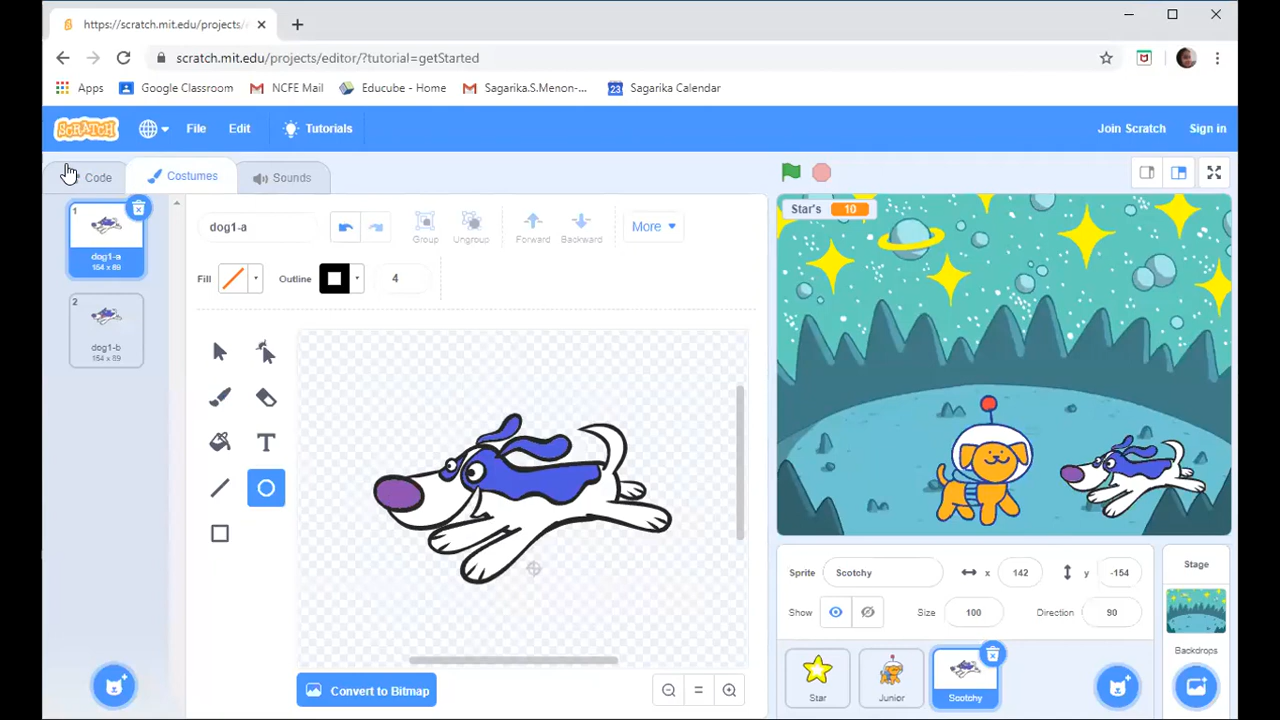 https://scratch.mit.edu/projects/e
scratch.mit.edu/projects/editor/?tutorial=getStarted
Apps Google Classroom NCFE Mail Educube - Home Sagarika.S.Menon-... 23 Sagarika Calendar
SCRATCH File Edit Tutorials Join Scratch Sign in
Code Costumes Sounds
1
dog1-a
154 x 89
2
dog1-b
154 x 89
dog1-a Group Ungroup Forward Backward More
Fill Outline 4
T
Convert to Bitmap
Star's 10
Sprite Scotchy x 142 y -154
Show Size 100 Direction 90
Star Junior Scotchy
Stage
Backdrops